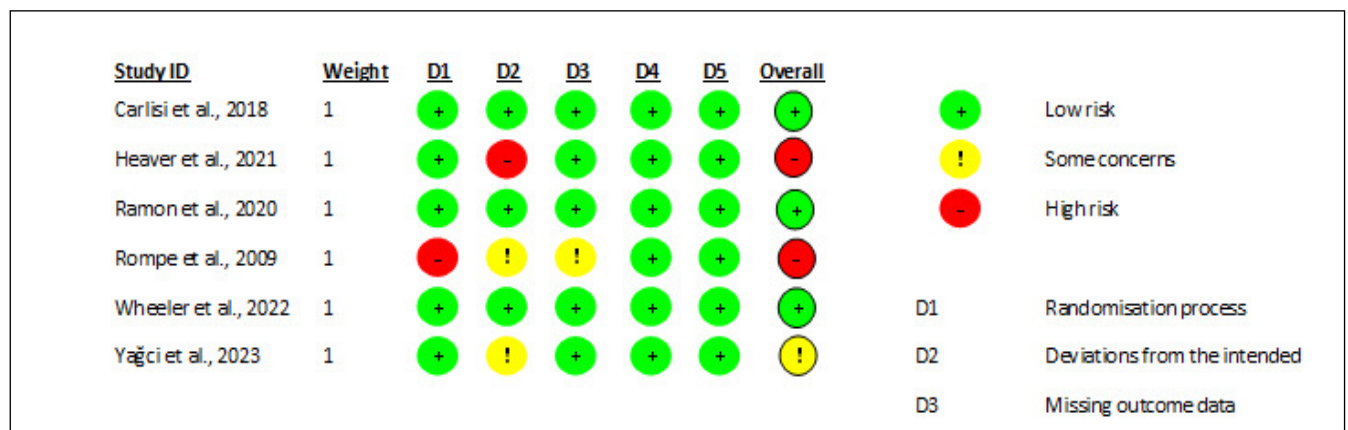 Study ID Weight D1 D2 D3 D4 D5 Overall
Carlisi et al., 2018 1 + + + + + + + Low risk
Heaver et al., 2021 1 + - + + + - ! Some concerns
Ramon et al., 2020 1 + + + + + + - High risk
Rompe et al., 2009 1 - ! ! + + -
Wheeler et al., 2022 1 + + + + + + D1 Randomisation process
Yağci et al., 2023 1 + ! + + + ! D2 Deviations from the intended
D3 Missing outcome data